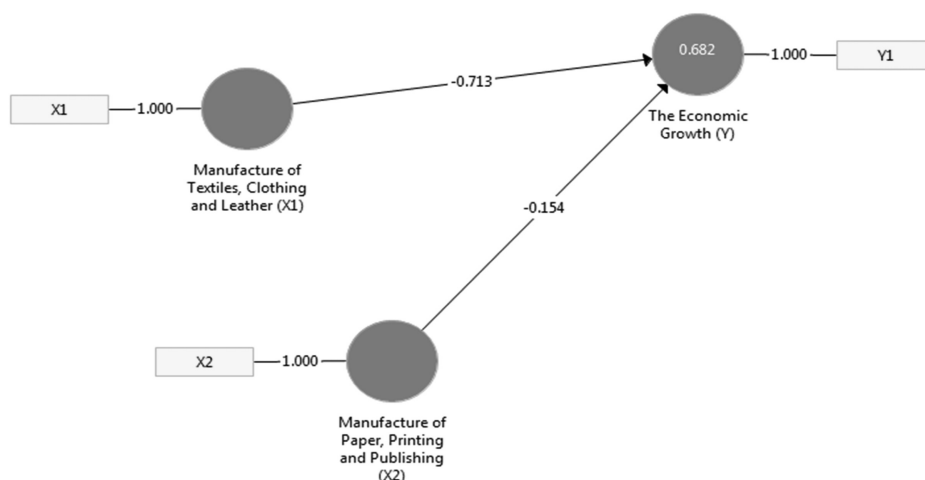 0.682
1.000
Y1
-0.713
X1
1.000
The Economic
Growth (Y)
Manufacture of
Textiles, Clothing
and Leather (X1)
-0.154
X2
1.000
Manufacture of
Paper, Printing
and Publishing
(X2)